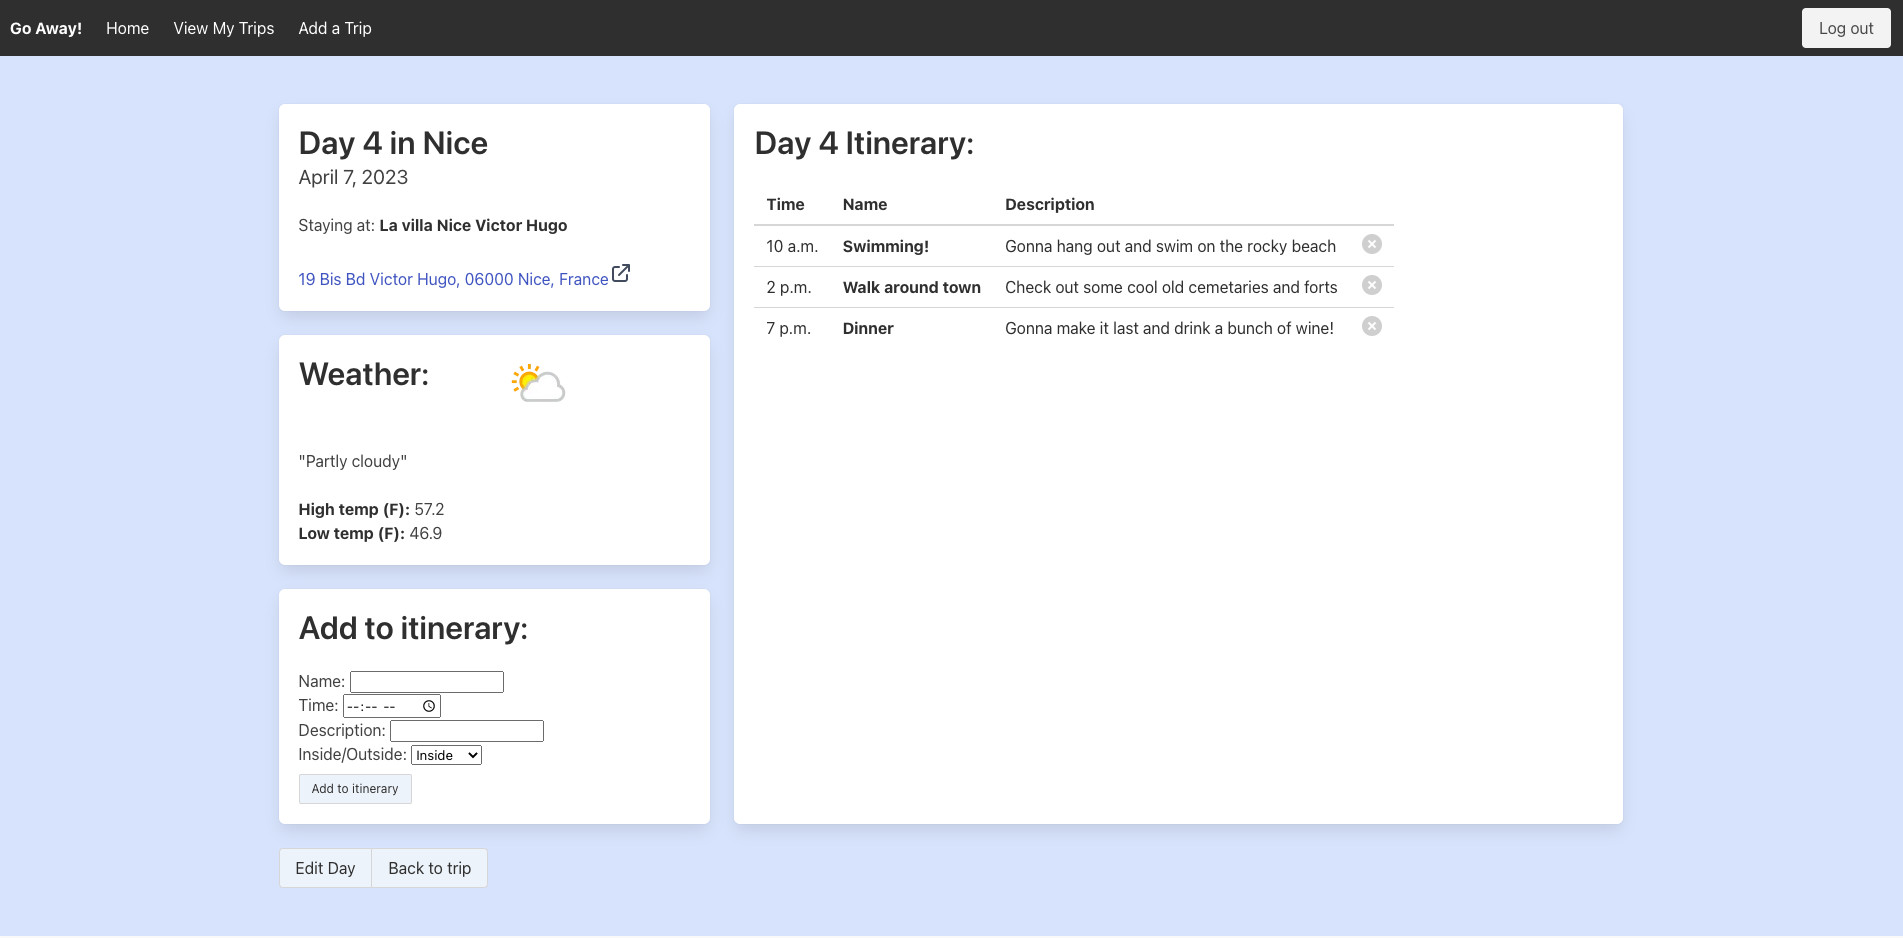 Go Away! Home View My Trips Add a Trip Log out
Day 4 in Nice
April 7, 2023
Staying at: La villa Nice Victor Hugo
19 Bis Bd Victor Hugo, 06000 Nice, France
Weather:
"Partly cloudy"
High temp (F): 57.2
Low temp (F): 46.9
Add to itinerary:
Name:
Time: --:-- --
Description:
Inside/Outside: Inside
Add to itinerary
Edit Day Back to trip
Day 4 Itinerary:
Time Name Description
10 a.m. Swimming! Gonna hang out and swim on the rocky beach
2 p.m. Walk around town Check out some cool old cemetaries and forts
7 p.m. Dinner Gonna make it last and drink a bunch of wine!